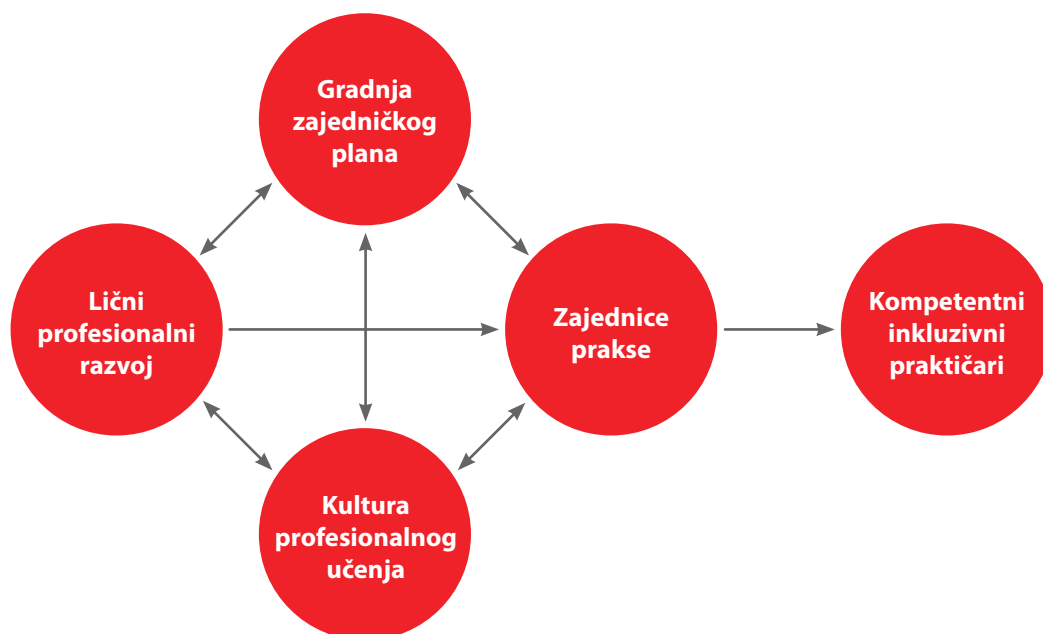 Gradnja
zajedničkog
plana
Lični
profesionalni
razvoj
Zajednice
prakse
Kompetentni
inkluzivni
praktičari
Kultura
profesionalnog
učenja